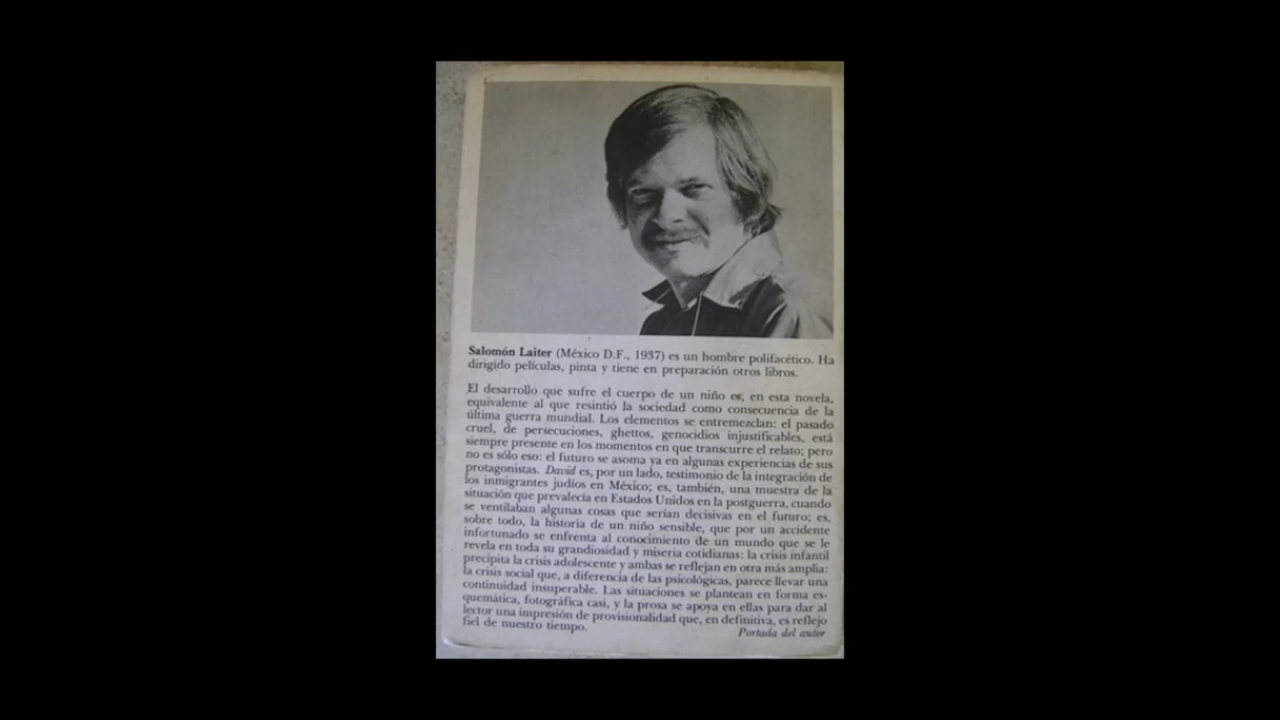 Salomón Laiter (México D.F., 1937) es un hombre polifacético. Ha
dirigido películas, pinta y tiene en preparación otros libros.
El desarrollo que sufre el cuerpo de un niño es, en esta novela,
equivalente al que resintió la sociedad como consecuencia de la
última guerra mundial. Los elementos se entremezclan: el pasado
cruel, de persecuciones, ghettos, genocidios injustificables, está
siempre presente en los momentos en que transcurre el relato; pero
no es sólo eso: el futuro se asoma ya en algunas experiencias de sus
protagonistas. David es, por un lado, testimonio de la integración de
los inmigrantes judíos en México; es, también, una muestra de la
situación que prevalecía en Estados Unidos en la postguerra, cuando
se ventilaban algunas cosas que serían decisivas en el futuro; es,
sobre todo, la historia de un niño sensible, que por un accidente
infortunado se enfrenta al conocimiento de un mundo que se le
revela en toda su grandiosidad y miseria cotidianas: la crisis infantil
precipita la crisis adolescente y ambas se reflejan en otra más amplia:
la crisis social que, a diferencia de las psicológicas, parece llevar una
continuidad insuperable. Las situaciones se plantean en forma es-
quemática, fotográfica casi, y la prosa se apoya en ellas para dar al
lector una impresión de provisionalidad que, en definitiva, es reflejo
fiel de nuestro tiempo.
Portada del autor